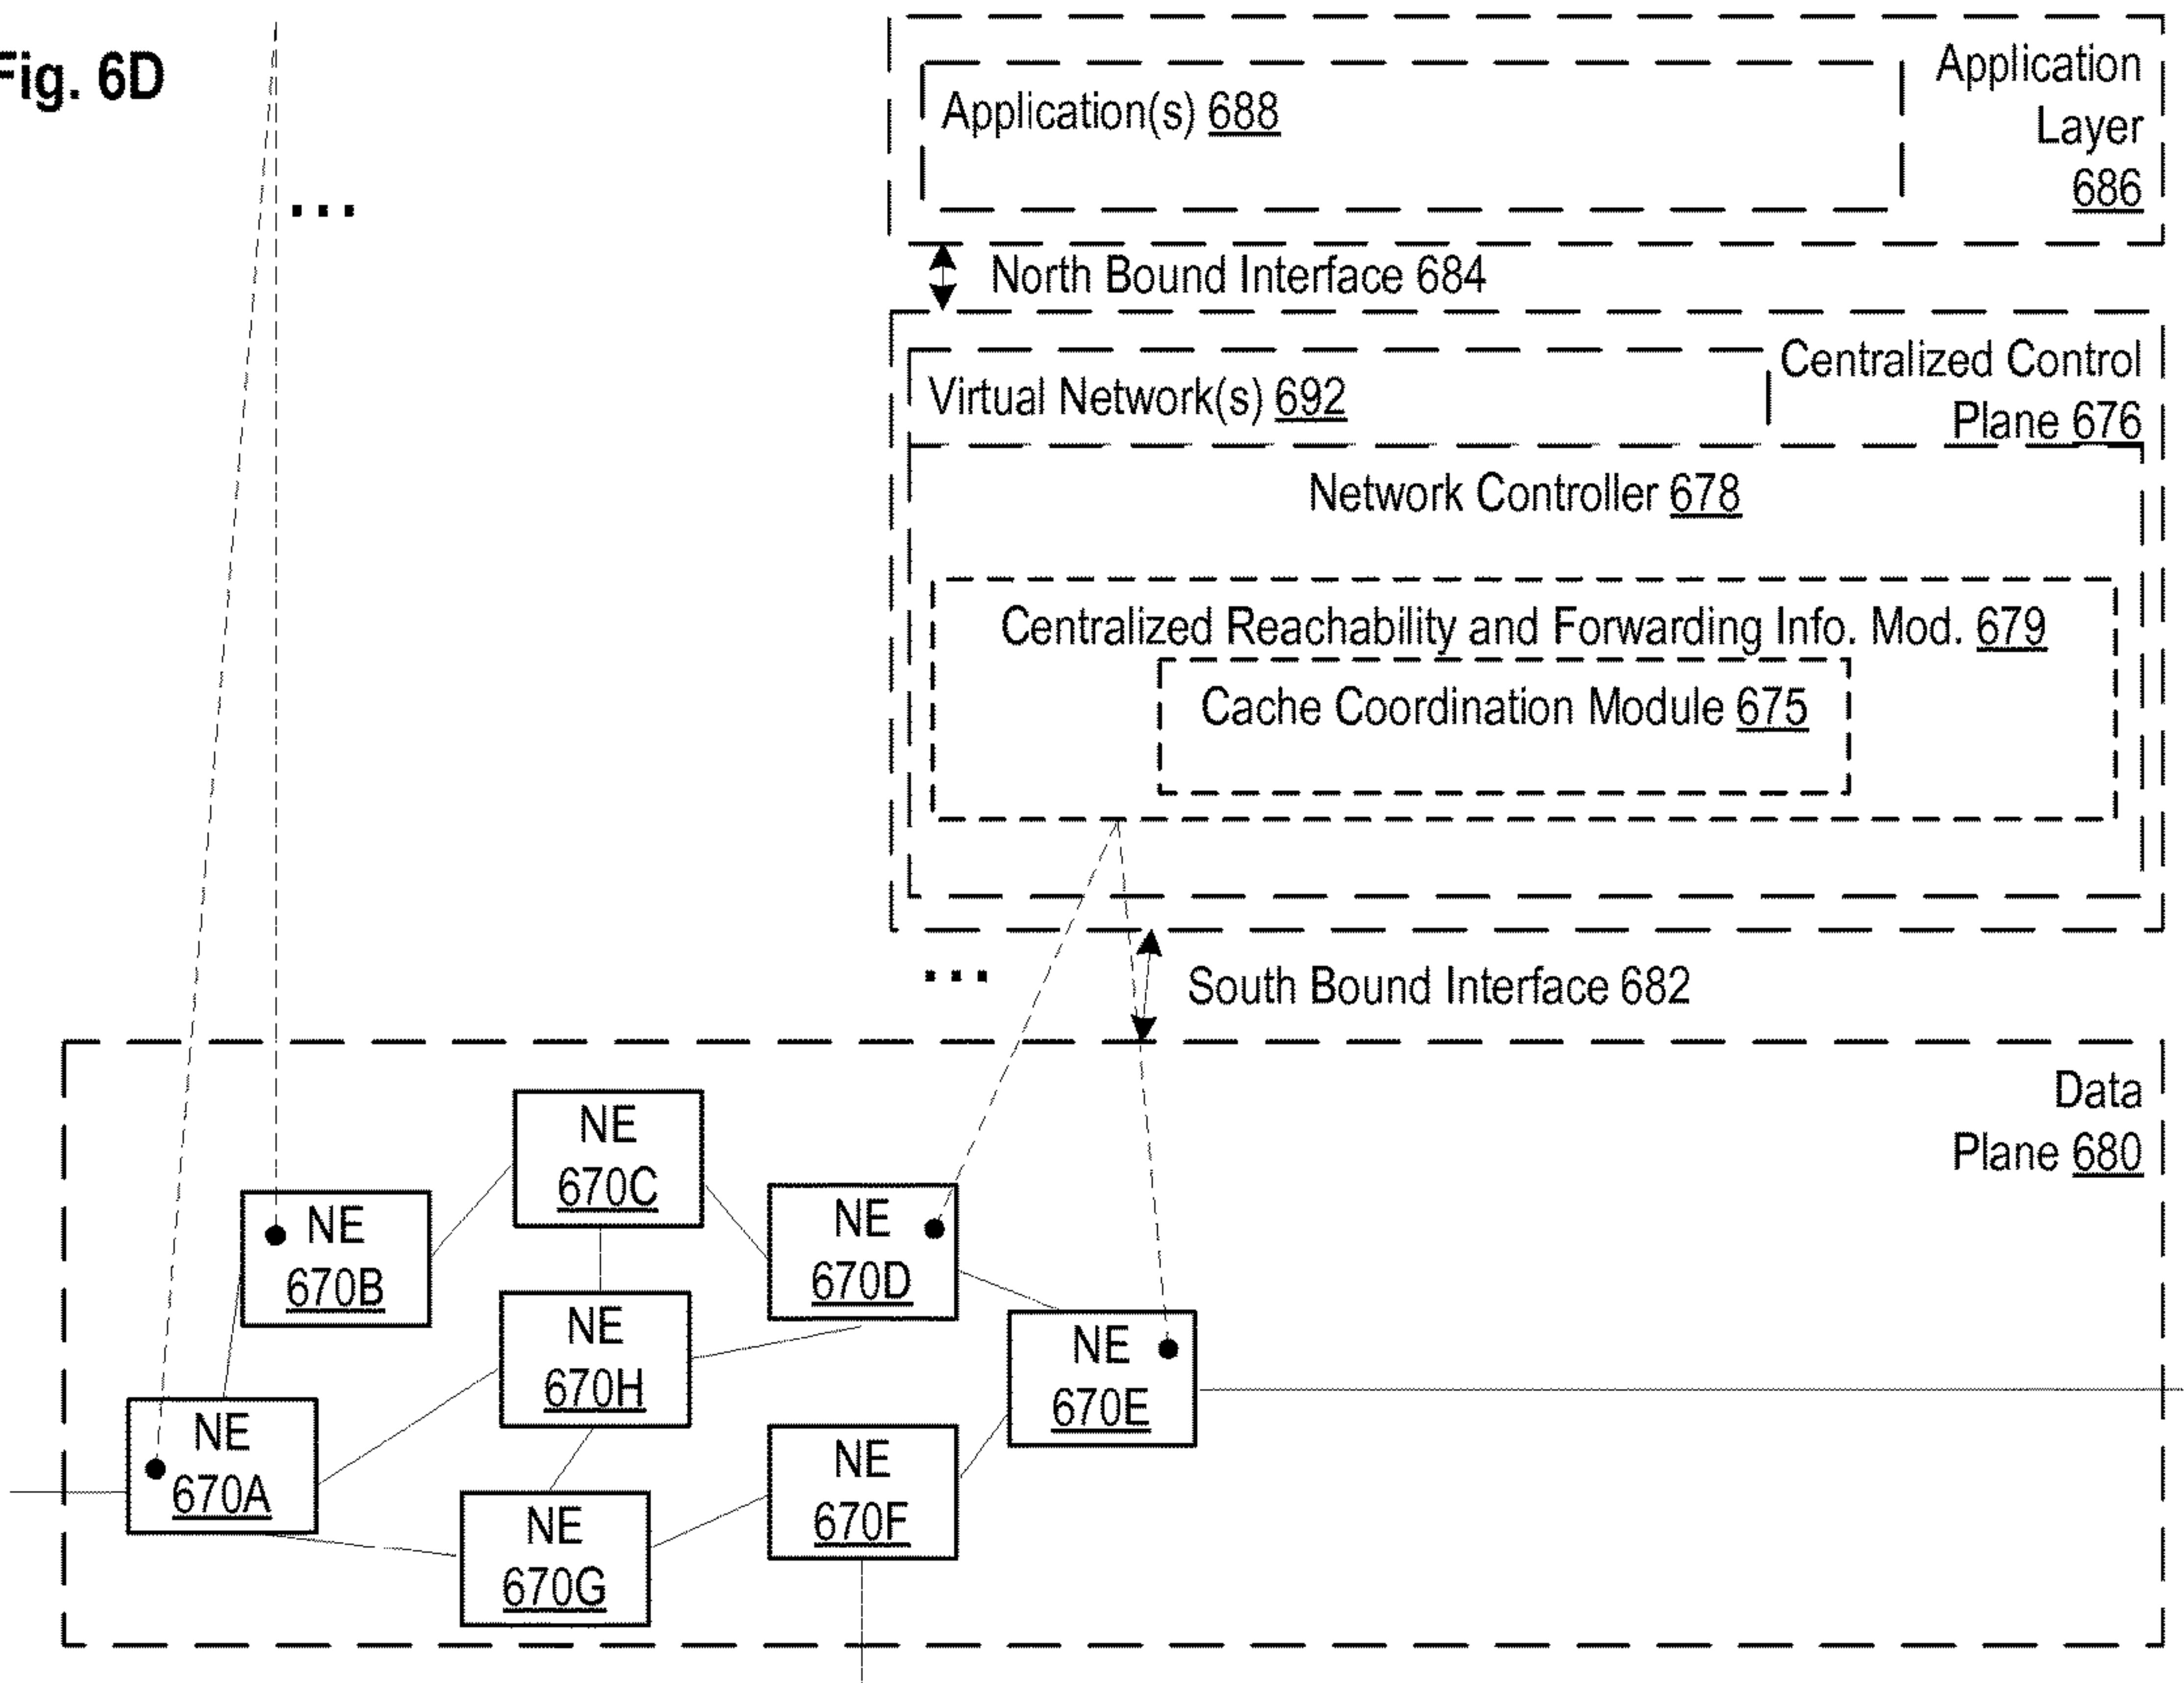 Fig. 6D
Application
Layer
686
Application(s) 688
North Bound Interface 684
Centralized Control
Plane 676
Virtual Network(s) 692
Network Controller 678
Centralized Reachability and Forwarding Info. Mod. 679
Cache Coordination Module 675
South Bound Interface 682
Data
Plane 680
NE
670C
NE
670B
NE
670D
NE
670H
NE
670E
NE
670A
NE
670F
NE
670G